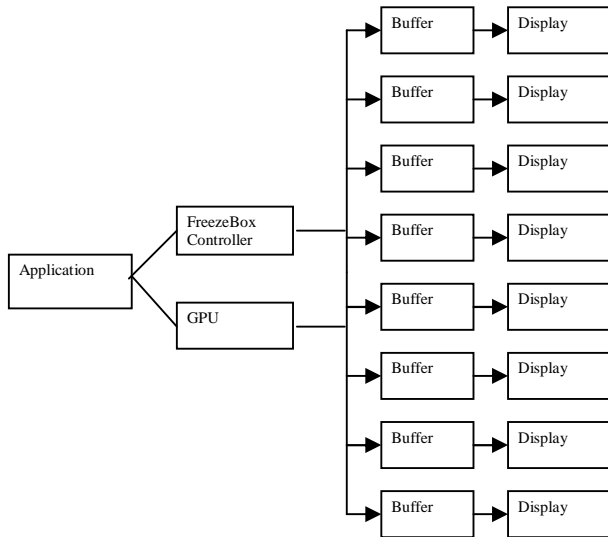 Buffer
Display
Buffer
Display
Buffer
Display
FreezeBox
Controller
Buffer
Display
Application
GPU
Buffer
Display
Buffer
Display
Buffer
Display
Buffer
Display